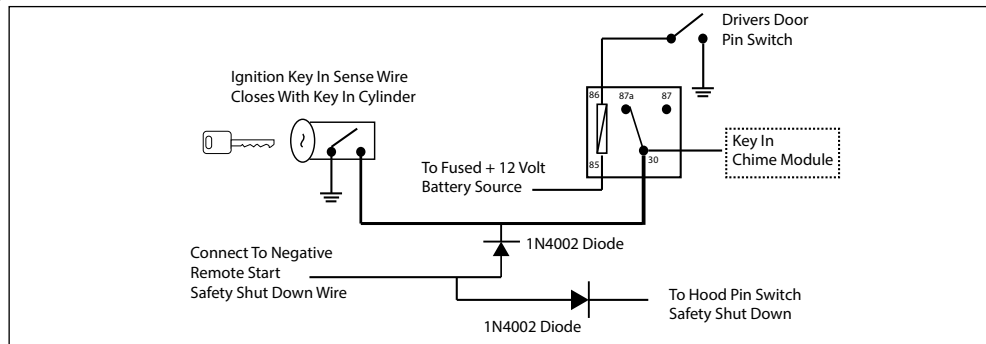 Drivers Door
Pin Switch
Ignition Key In Sense Wire
Closes With Key In Cylinder
86
87a
87
85
30
Key In
Chime Module
To Fused + 12 Volt
Battery Source
1N4002 Diode
Connect To Negative
Remote Start
Safety Shut Down Wire
To Hood Pin Switch
Safety Shut Down
1N4002 Diode